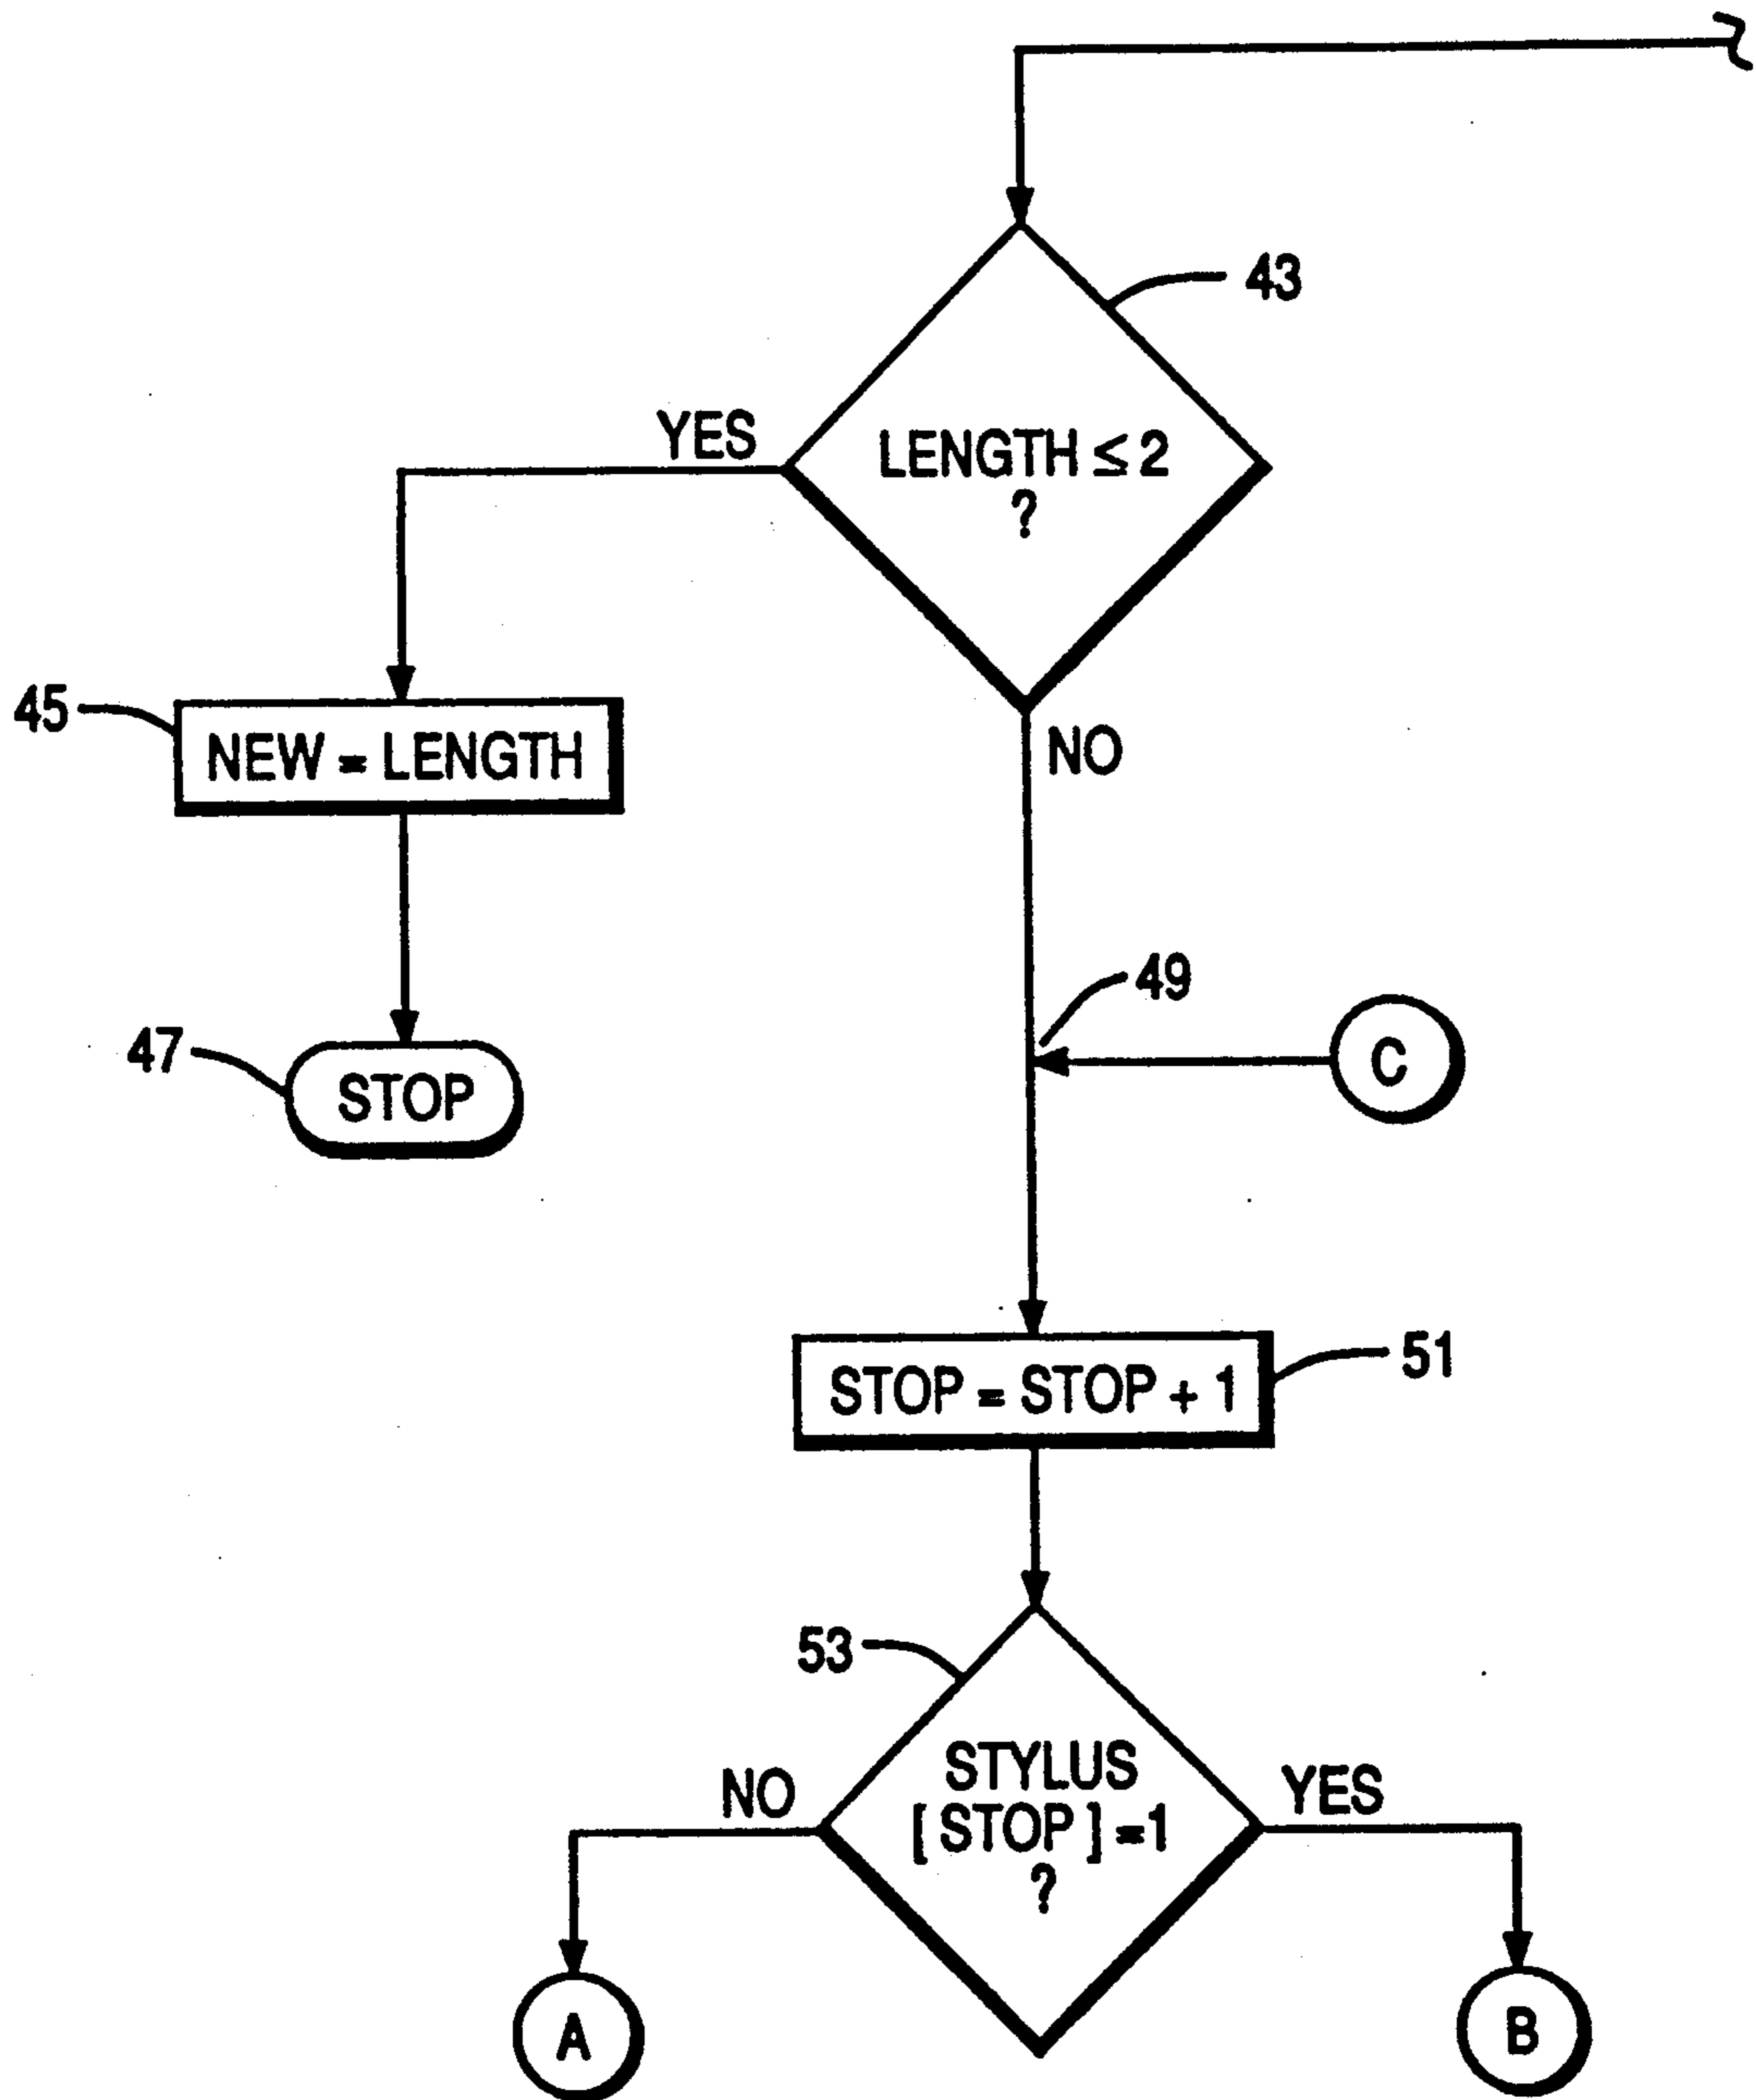 43
YES
LENGTH ≤ 2
?
45
NEW = LENGTH
NO
49
C
47
STOP
STOP = STOP + 1
51
53
STYLUS
[ STOP ] = 1
?
NO
YES
A
B